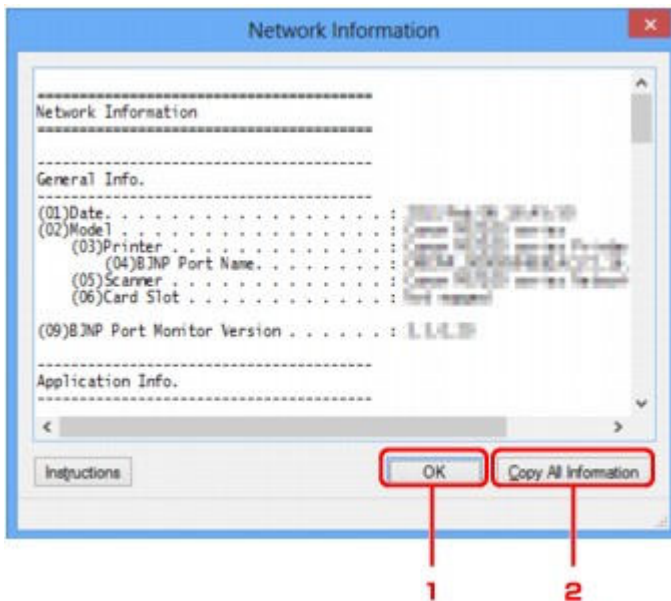 Network Information
========================================
Network Information
========================================
----------------------------------------
General Info.
----------------------------------------
(01)Date. . . . . . . . . . . . . . . . :
(02)Model . . . . . . . . . . . . . . . :
(03)Printer . . . . . . . . . . . . . :
(04)BJNP Port Name. . . . . . . . . :
(05)Scanner . . . . . . . . . . . . . :
(06)Card Slot . . . . . . . . . . . . :
(09)BJNP Port Monitor Version . . . . . . :
----------------------------------------
Application Info.
----------------------------------------
Instructions OK Copy All Information
1 2